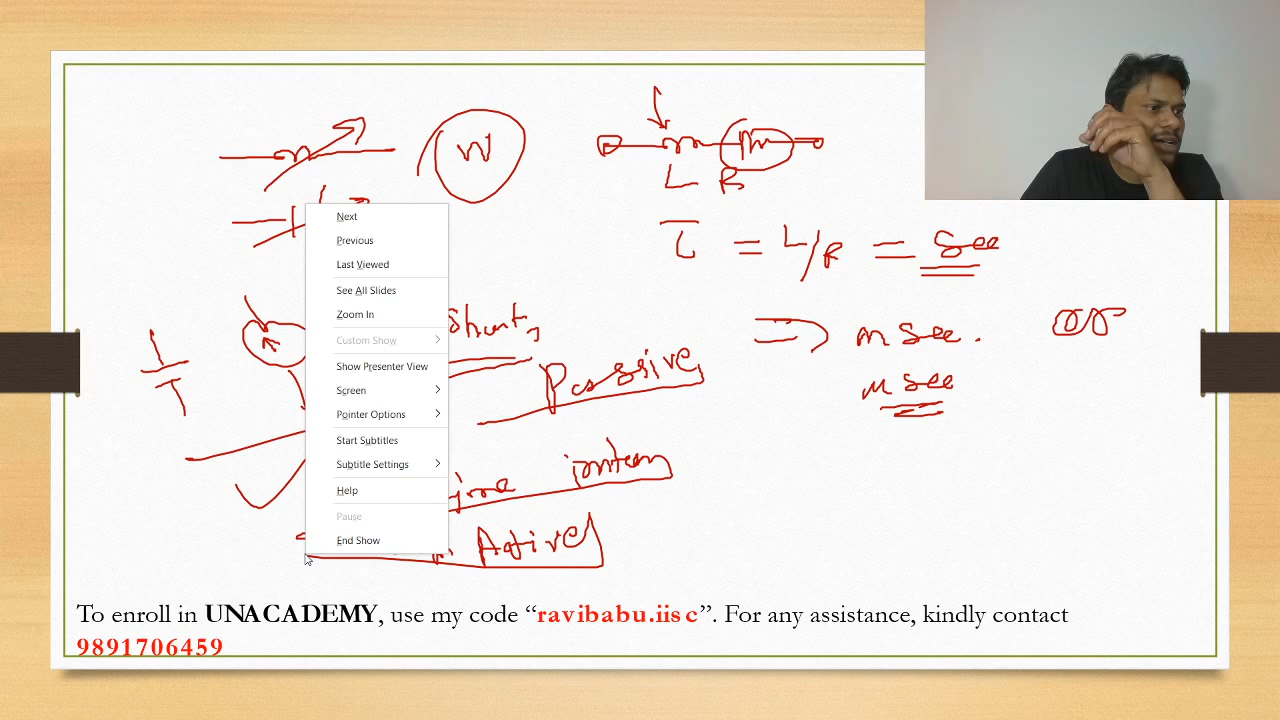 W
L R
τ = L/R = sec
⇒ m sec. or
μ sec
Shunt,
Passive
Active
Next
Previous
Last Viewed
See All Slides
Zoom In
Custom Show
Show Presenter View
Screen
Pointer Options
Start Subtitles
Subtitle Settings
Help
Pause
End Show
To enroll in UNACADEMY, use my code “ravibabu.iisc”. For any assistance, kindly contact
9891706459